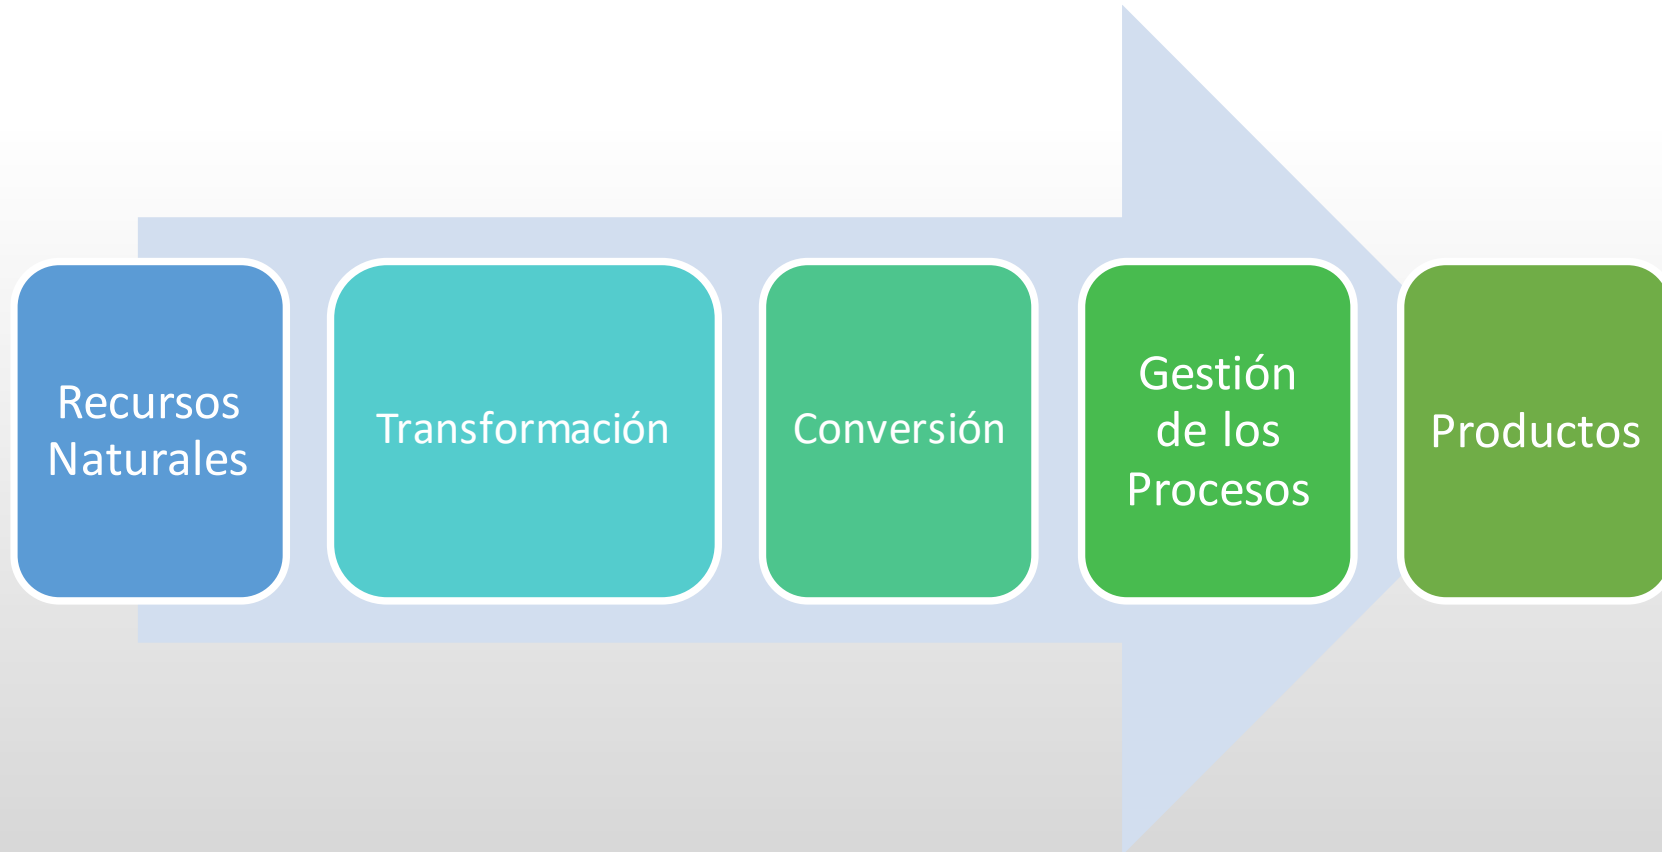 Recursos
Naturales
Transformación
Conversión
Gestión
de los
Procesos
Productos